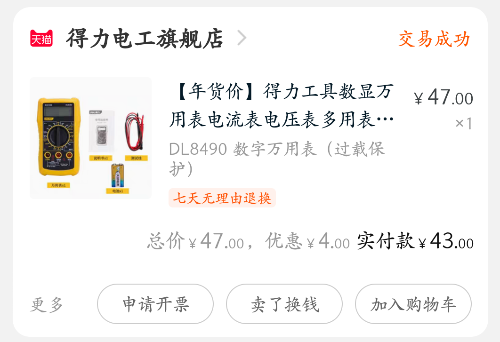 天猫 得力电工旗舰店 交易成功
【年货价】得力工具数显万 ¥47.00
用表电流表电压表多用表… ×1
DL8490 数字万用表（过载保
护）
七天无理由退换
总价¥47.00，优惠¥4.00 实付款¥43.00
更多 申请开票 卖了换钱 加入购物车